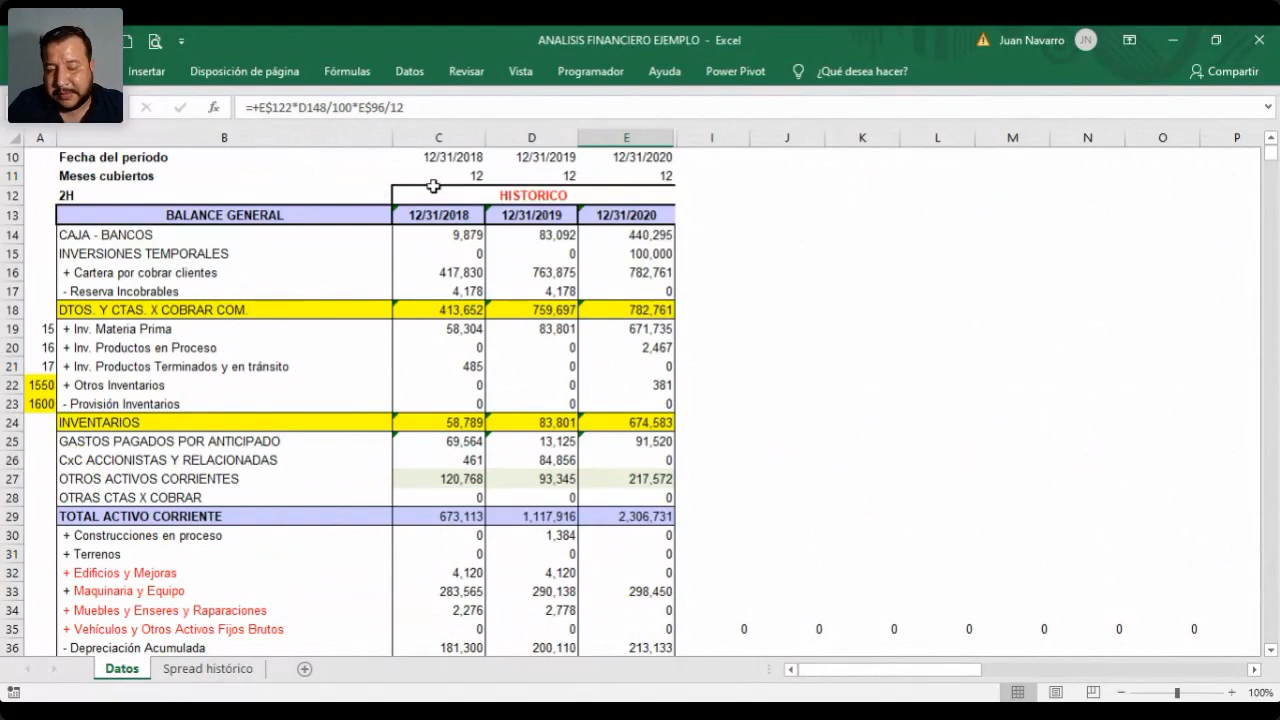 ANALISIS FINANCIERO EJEMPLO - Excel
Juan Navarro JN
Insertar Disposición de página Fórmulas Datos Revisar Vista Programador Ayuda Power Pivot ¿Qué desea hacer? Compartir
fx =+E$122*D148/100*E$96/12
A B C D E I J K L M N O P
10 Fecha del período 12/31/2018 12/31/2019 12/31/2020
11 Meses cubiertos 12 12 12
12 2H HISTORICO
13 BALANCE GENERAL 12/31/2018 12/31/2019 12/31/2020
14 CAJA - BANCOS 9,879 83,092 440,295
15 INVERSIONES TEMPORALES 0 0 100,000
16 + Cartera por cobrar clientes 417,830 763,875 782,761
17 - Reserva Incobrables 4,178 4,178 0
18 DTOS. Y CTAS. X COBRAR COM. 413,652 759,697 782,761
19 15 + Inv. Materia Prima 58,304 83,801 671,735
20 16 + Inv. Productos en Proceso 0 0 2,467
21 17 + Inv. Productos Terminados y en tránsito 485 0 0
22 1550 + Otros Inventarios 0 0 381
23 1600 - Provisión Inventarios 0 0 0
24 INVENTARIOS 58,789 83,801 674,583
25 GASTOS PAGADOS POR ANTICIPADO 69,564 13,125 91,520
26 CxC ACCIONISTAS Y RELACIONADAS 461 84,856 0
27 OTROS ACTIVOS CORRIENTES 120,768 93,345 217,572
28 OTRAS CTAS X COBRAR 0 0 0
29 TOTAL ACTIVO CORRIENTE 673,113 1,117,916 2,306,731
30 + Construcciones en proceso 0 1,384 0
31 + Terrenos 0 0 0
32 + Edificios y Mejoras 4,120 4,120 0
33 + Maquinaria y Equipo 283,565 290,138 298,450
34 + Muebles y Enseres y Raparaciones 2,276 2,778 0
35 + Vehículos y Otros Activos Fijos Brutos 0 0 0 0 0 0 0 0 0 0
36 - Depreciación Acumulada 181,300 200,110 213,133
Datos Spread histórico
100%